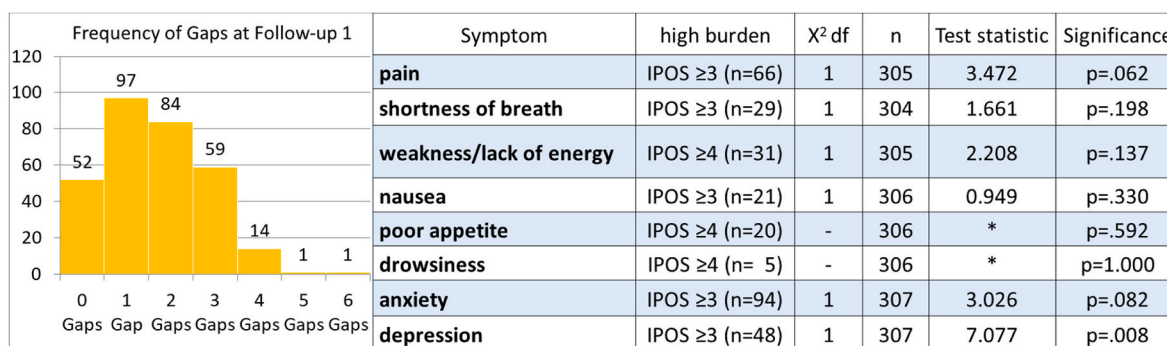 Frequency of Gaps at Follow-up 1
120
100
80
60
40
20
0
52
97
84
59
14
1
1
0 Gaps
1 Gap
2 Gaps
3 Gaps
4 Gaps
5 Gaps
6 Gaps
Symptom high burden X² df n Test statistic Significance
pain IPOS ≥3 (n=66) 1 305 3.472 p=.062
shortness of breath IPOS ≥3 (n=29) 1 304 1.661 p=.198
weakness/lack of energy IPOS ≥4 (n=31) 1 305 2.208 p=.137
nausea IPOS ≥3 (n=21) 1 306 0.949 p=.330
poor appetite IPOS ≥4 (n=20) - 306 * p=.592
drowsiness IPOS ≥4 (n= 5) - 306 * p=1.000
anxiety IPOS ≥3 (n=94) 1 307 3.026 p=.082
depression IPOS ≥3 (n=48) 1 307 7.077 p=.008